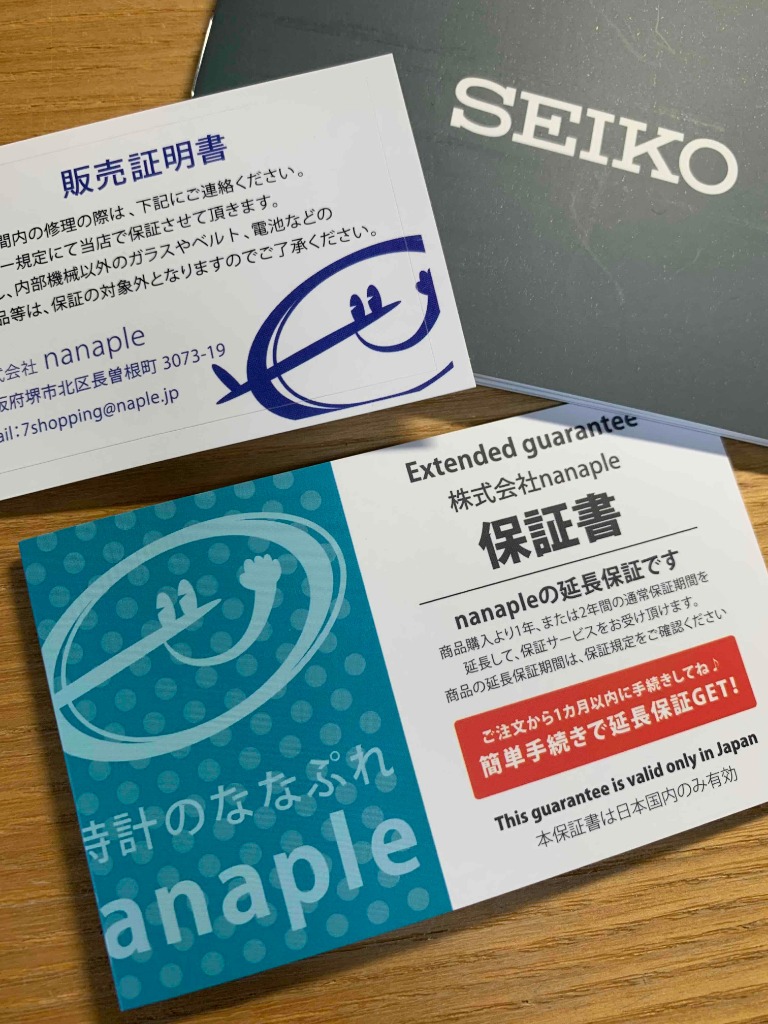 SEIKO
販売証明書
間内の修理の際は、下記にご連絡ください。
ー規定にて当店で保証させて頂きます。
し、内部機械以外のガラスやベルト、電池などの
品等は、保証の対象外となりますのでご了承ください。
式会社 nanaple
阪府堺市北区長曽根町 3073-19
ail：7shopping@naple.jp
Extended guarantee
株式会社nanaple
保証書
nanapleの延長保証です
商品購入より1年、または2年間の通常保証期間を
延長して、保証サービスをお受け頂けます。
商品の延長保証期間は、保証規定をご確認ください
ご注文から1カ月以内に手続きしてね♪
簡単手続きで延長保証GET!
This guarantee is valid only in Japan
本保証書は日本国内のみ有効
時計のななぷれ
anaple